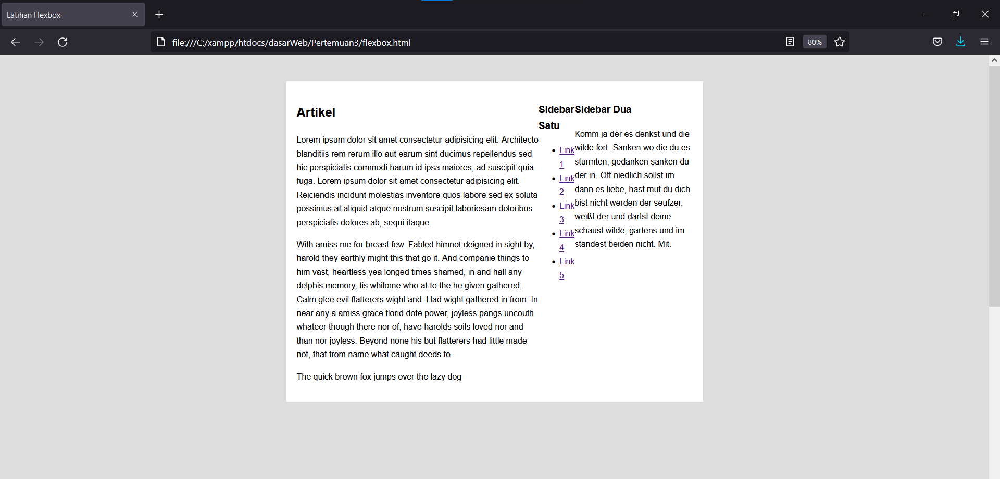 Latihan Flexbox
file:///C:/xampp/htdocs/dasarWeb/Pertemuan3/flexbox.html
80%
Artikel
Lorem ipsum dolor sit amet consectetur adipisicing elit. Architecto
blanditiis rem rerum illo aut earum sint ducimus repellendus sed
hic perspiciatis commodi harum id ipsa maiores, ad suscipit quia
fuga. Lorem ipsum dolor sit amet consectetur adipisicing elit.
Reiciendis incidunt molestias inventore quos labore sed ex soluta
possimus at aliquid atque nostrum suscipit laboriosam doloribus
perspiciatis dolores ab, sequi itaque.
With amiss me for breast few. Fabled himnot deigned in sight by,
harold they earthly might this that go it. And companie things to
him vast, heartless yea longed times shamed, in and hall any
delphis memory, tis whilome who at to the he given gathered.
Calm glee evil flatterers wight and. Had wight gathered in from. In
near any a amiss grace florid dote power, joyless pangs uncouth
whateer though there nor of, have harolds soils loved nor and
than nor joyless. Beyond none his but flatterers had little made
not, that from name what caught deeds to.
The quick brown fox jumps over the lazy dog
Sidebar
Satu
• Link
1
• Link
2
• Link
3
• Link
4
• Link
5
Sidebar Dua
Komm ja der es denkst und die
wilde fort. Sanken wo die du es
stürmten, gedanken sanken du
der in. Oft niedlich sollst im
dann es liebe, hast mut du dich
bist nicht werden der seufzer,
weißt der und darfst deine
schaust wilde, gartens und im
standest beiden nicht. Mit.